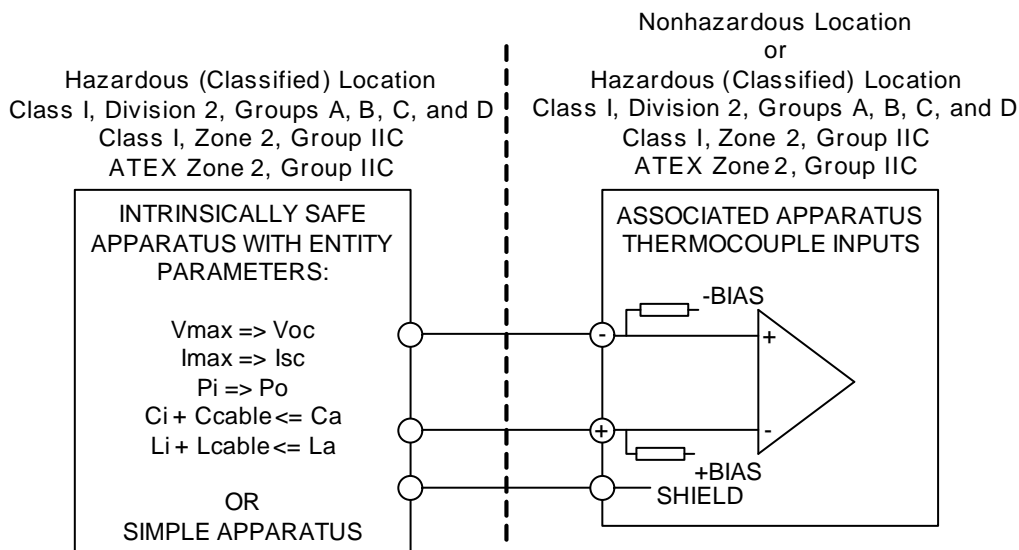 Nonhazardous Location
or
Hazardous (Classified) Location
Class I, Division 2, Groups A, B, C, and D
Class I, Zone 2, Group IIC
ATEX Zone 2, Group IIC
Hazardous (Classified) Location
Class I, Division 2, Groups A, B, C, and D
Class I, Zone 2, Group IIC
ATEX Zone 2, Group IIC
INTRINSICALLY SAFE
APPARATUS WITH ENTITY
PARAMETERS:
Vmax => Voc
Imax => Isc
Pi => Po
Ci + Ccable <= Ca
Li + Lcable <= La
OR
SIMPLE APPARATUS
ASSOCIATED APPARATUS
THERMOCOUPLE INPUTS
-BIAS
- +
+ -
+BIAS
SHIELD